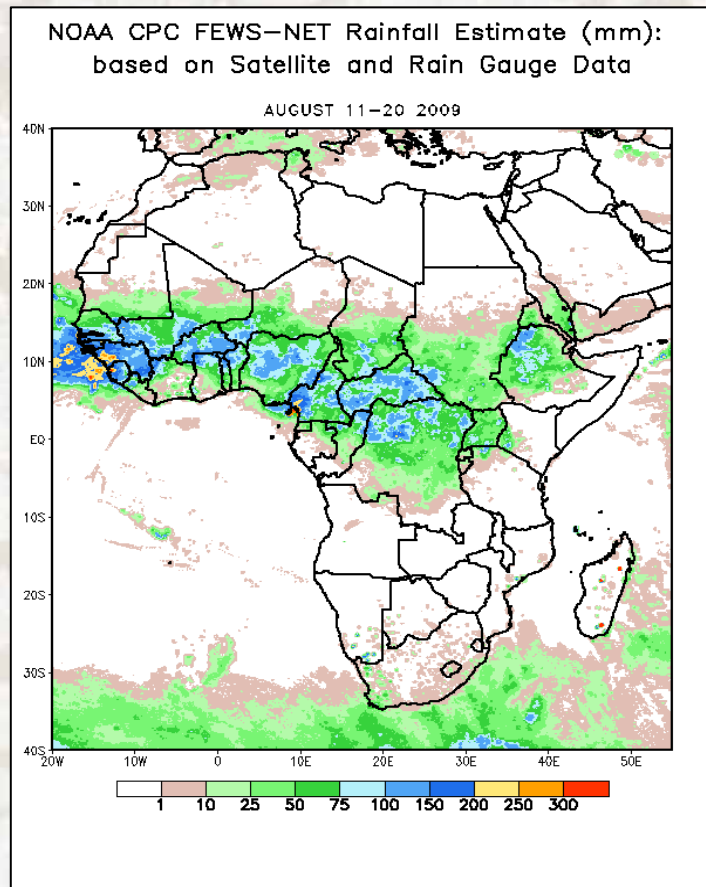 NOAA CPC FEWS-NET Rainfall Estimate (mm):
based on Satellite and Rain Gauge Data
AUGUST 11-20 2009
40N
30N
20N
10N
EQ
10S
20S
30S
40S
20W 10W 0 10E 20E 30E 40E 50E
1 10 25 50 75 100 150 200 250 300